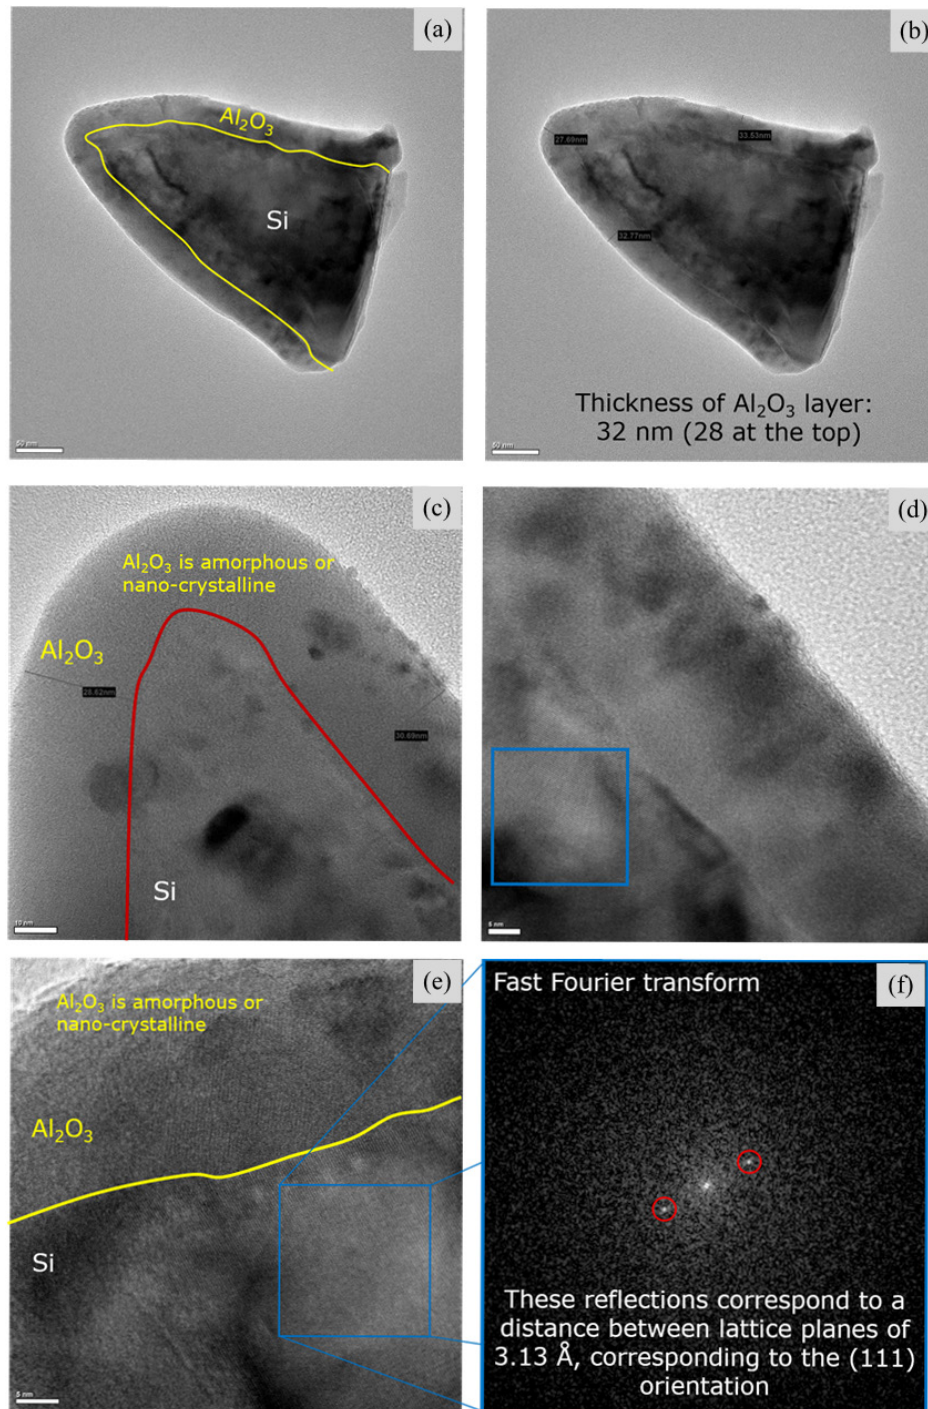 (a)
Al₂O₃
Si
50 nm
(b)
27.69nm
33.53nm
32.77nm
50 nm
Thickness of Al₂O₃ layer:
32 nm (28 at the top)
(c)
Al₂O₃ is amorphous or
nano-crystalline
Al₂O₃
28.62nm
30.69nm
Si
10 nm
(d)
5 nm
(e)
Al₂O₃ is amorphous or
nano-crystalline
Al₂O₃
Si
5 nm
Fast Fourier transform
(f)
These reflections correspond to a
distance between lattice planes of
3.13 Å, corresponding to the (111)
orientation